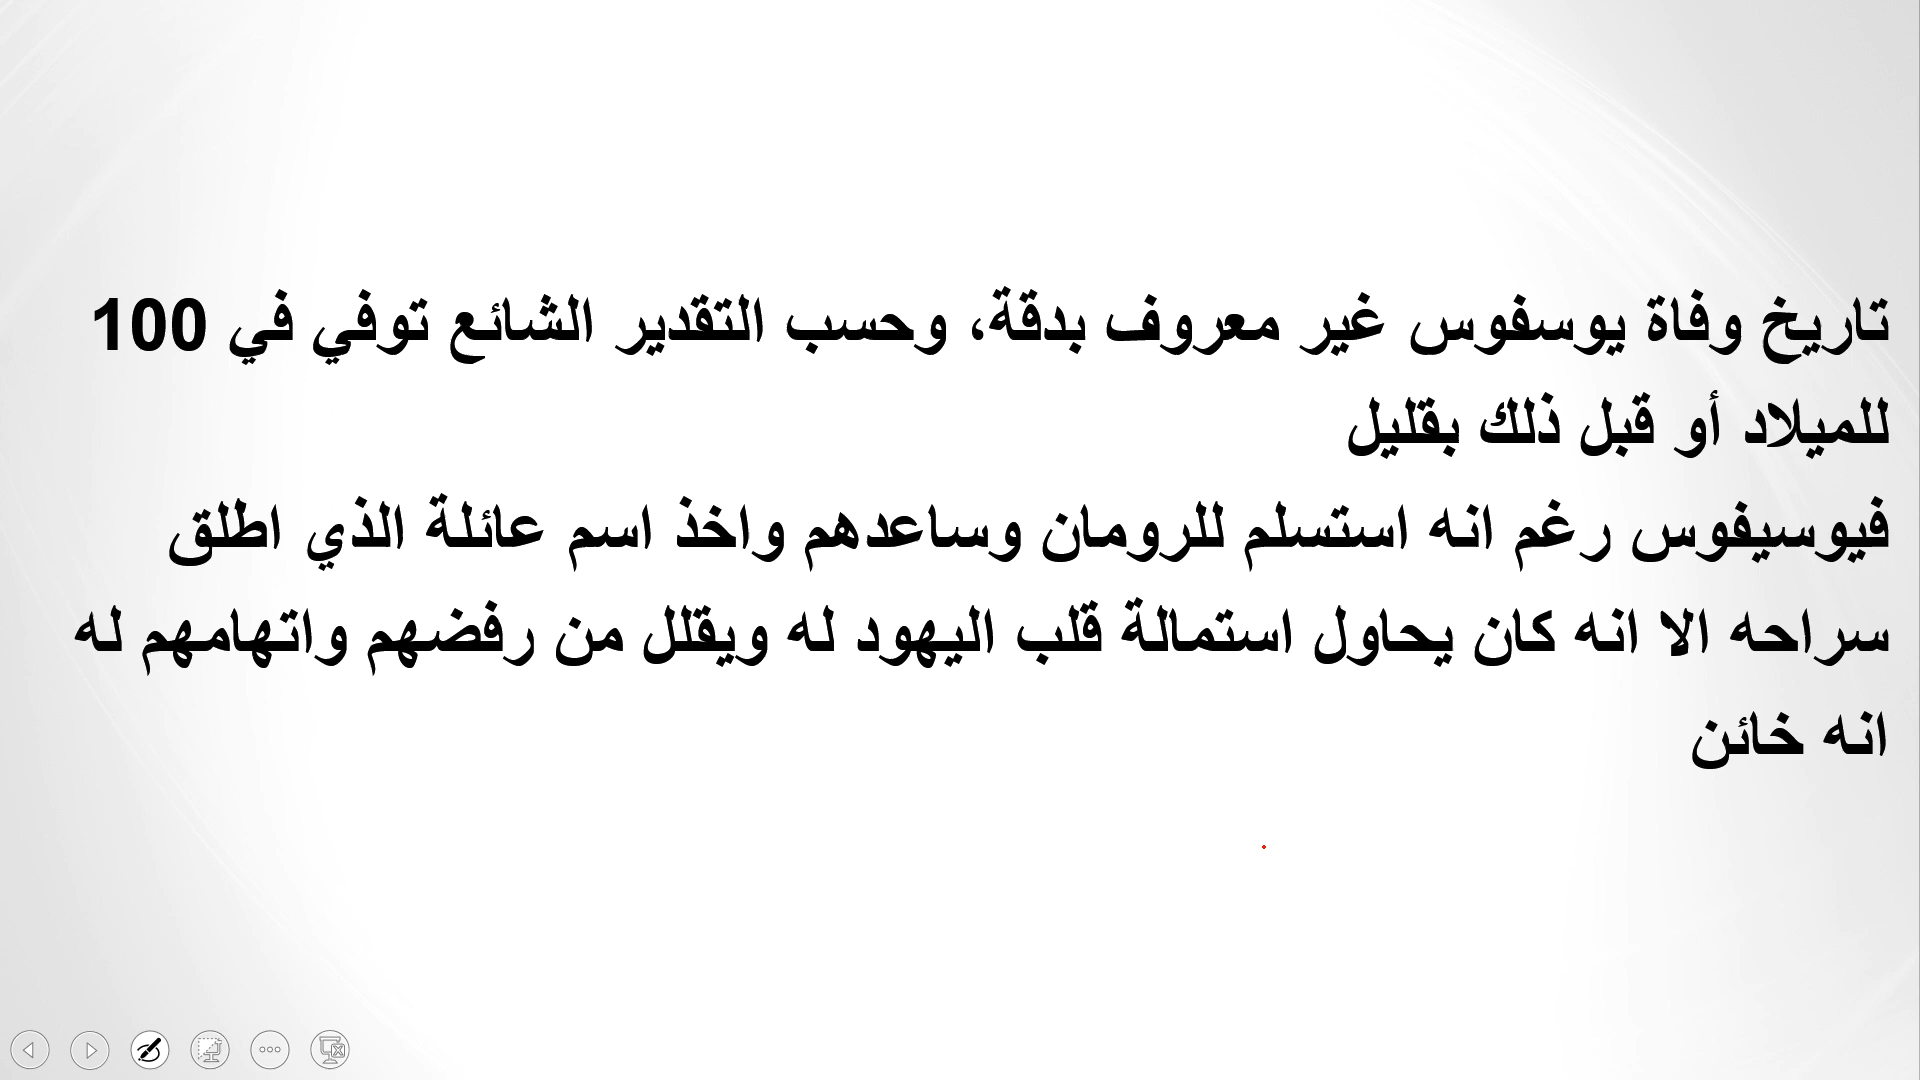 تاريخ وفاة يوسفوس غير معروف بدقة، وحسب التقدير الشائع توفي في 100
للميلاد أو قبل ذلك بقليل
فيوسيفوس رغم انه استسلم للرومان وساعدهم واخذ اسم عائلة الذي اطلق
سراحه الا انه كان يحاول استمالة قلب اليهود له ويقلل من رفضهم واتهامهم له
انه خائن